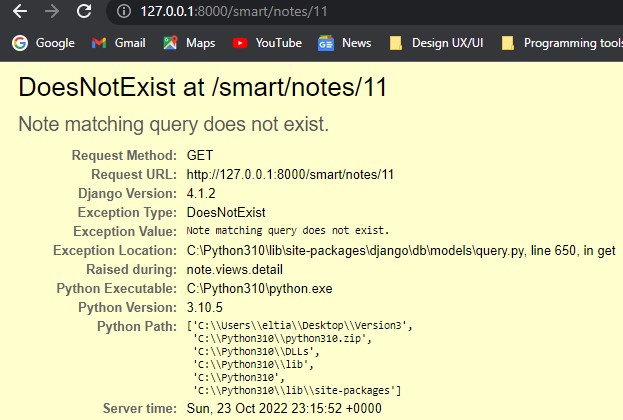 127.0.0.1:8000/smart/notes/11
Google Gmail Maps YouTube News Design UX/UI Programming tools
DoesNotExist at /smart/notes/11
Note matching query does not exist.
Request Method: GET
Request URL: http://127.0.0.1:8000/smart/notes/11
Django Version: 4.1.2
Exception Type: DoesNotExist
Exception Value: Note matching query does not exist.
Exception Location: C:\Python310\lib\site-packages\django\db\models\query.py, line 650, in get
Raised during: note.views.detail
Python Executable: C:\Python310\python.exe
Python Version: 3.10.5
Python Path: ['C:\\Users\\eltia\\Desktop\\Version3',
'C:\\Python310\\python310.zip',
'C:\\Python310\\DLLs',
'C:\\Python310\\lib',
'C:\\Python310',
'C:\\Python310\\lib\\site-packages']
Server time: Sun, 23 Oct 2022 23:15:52 +0000